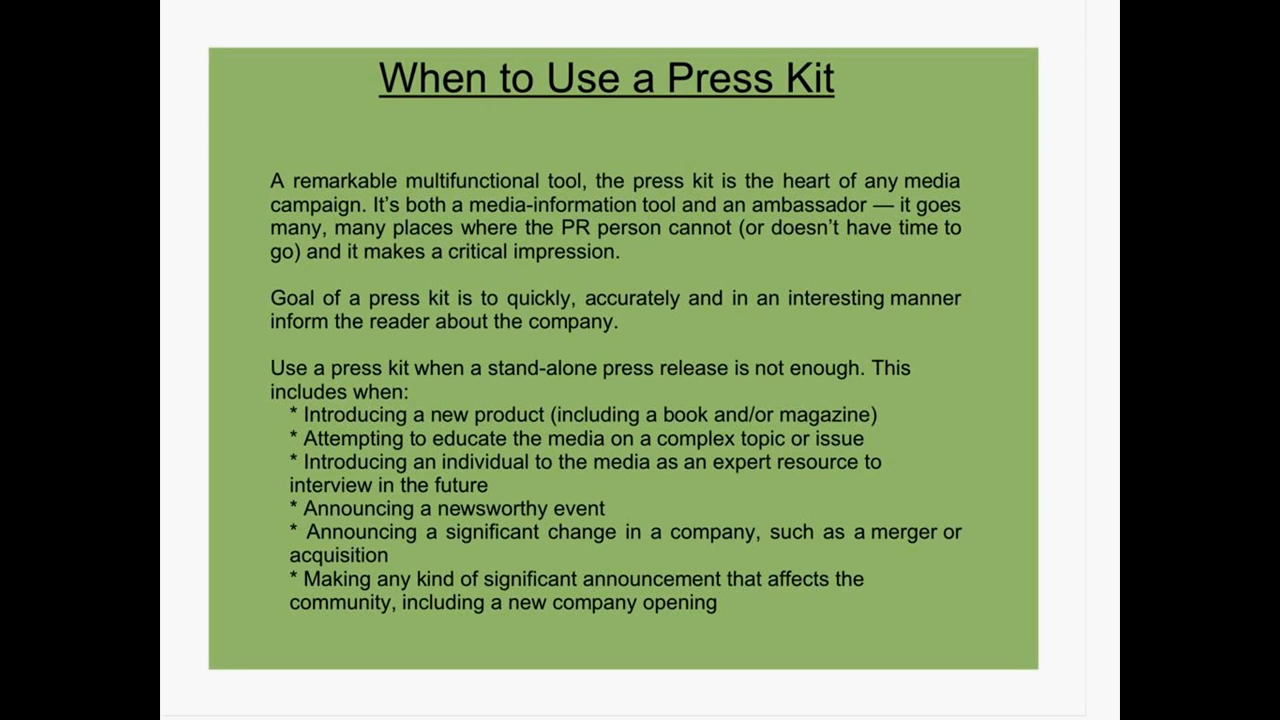 When to Use a Press Kit
A remarkable multifunctional tool, the press kit is the heart of any media
campaign. It’s both a media-information tool and an ambassador — it goes
many, many places where the PR person cannot (or doesn’t have time to
go) and it makes a critical impression.
Goal of a press kit is to quickly, accurately and in an interesting manner
inform the reader about the company.
Use a press kit when a stand-alone press release is not enough. This
includes when:
* Introducing a new product (including a book and/or magazine)
* Attempting to educate the media on a complex topic or issue
* Introducing an individual to the media as an expert resource to
interview in the future
* Announcing a newsworthy event
* Announcing a significant change in a company, such as a merger or
acquisition
* Making any kind of significant announcement that affects the
community, including a new company opening